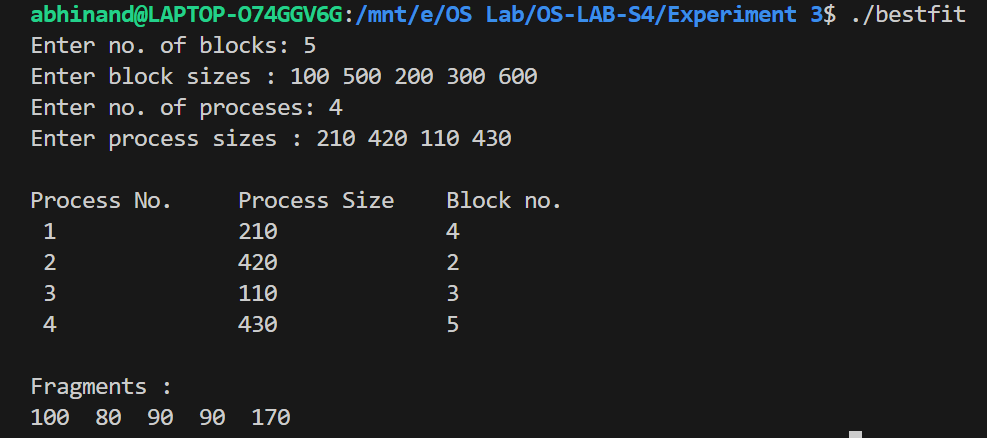 abhinand@LAPTOP-O74GGV6G:/mnt/e/OS Lab/OS-LAB-S4/Experiment 3$ ./bestfit
Enter no. of blocks: 5
Enter block sizes : 100 500 200 300 600
Enter no. of proceses: 4
Enter process sizes : 210 420 110 430
Process No. Process Size Block no.
1 210 4
2 420 2
3 110 3
4 430 5
Fragments :
100 80 90 90 170